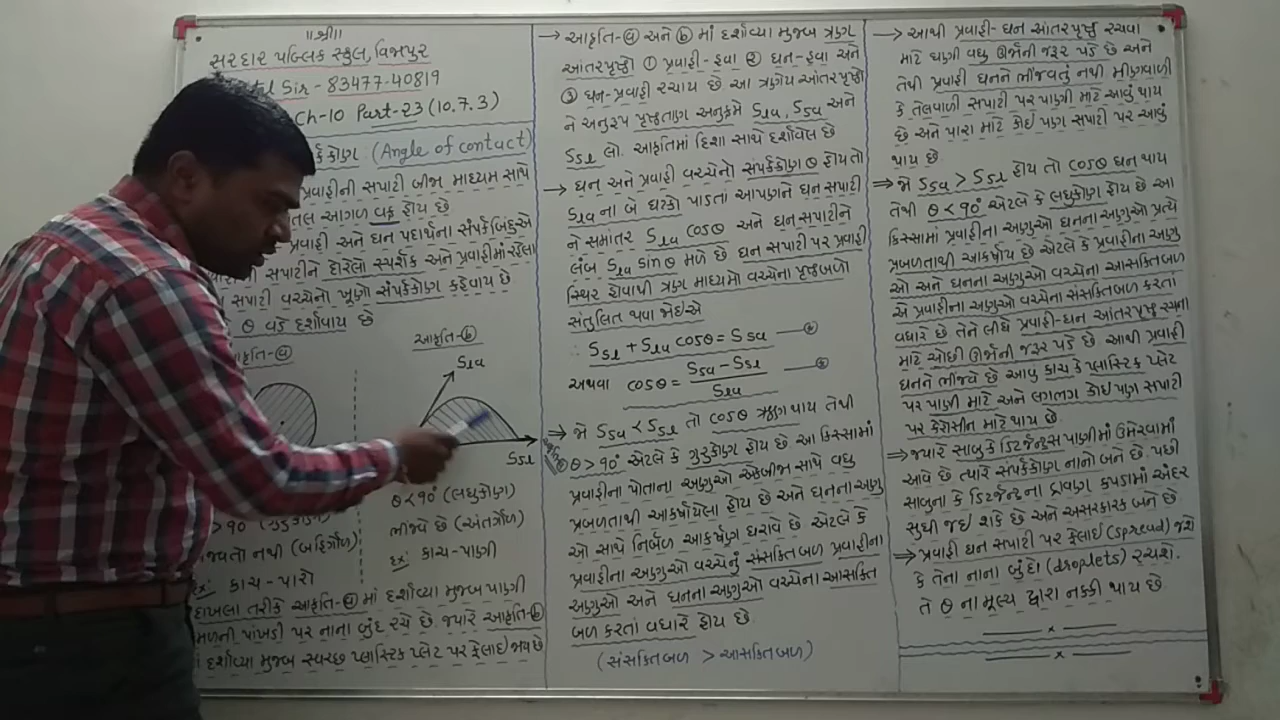 ॥શ્રી॥
સરદાર પબ્લિક સ્કુલ, વિજાપુર
Sir - 83477-40819
Ch-10 Part-23 (10.7.3)
(Angle of contact)
પ્રવાહીની સપાટી બીજા માધ્યમ સાથે
આગળ વક્ર હોય છે
પ્રવાહી અને ઘન પદાર્થના સંપર્કબિંદુએ
સપાટીને દોરેલો સ્પર્શક અને પ્રવાહીમાં રહેલા
સપાટી વચ્ચેનો ખૂણો સંપર્કકોણ કહેવાય છે
θ વડે દર્શાવાય છે
આકૃતિ-ⓐ
આકૃતિ-ⓑ
Sla
Ssl
> 90° (ગુરુકોણ)
નથી (બહિર્ગોળ)
Ex: કાચ-પારો
θ < 90° (લઘુકોણ)
ભીંજવે છે (અંતર્ગોળ)
Ex: કાચ-પાણી
દાખલા તરીકે આકૃતિ-ⓐ માં દર્શાવ્યા મુજબ પાણી
કમળની પાંખડી પર નાના બુંદ રચે છે. જ્યારે આકૃતિ-ⓑ
માં દર્શાવ્યા મુજબ સ્વચ્છ પ્લાસ્ટિક પ્લેટ પર ફેલાઇ જાય છે
→ આકૃતિ-ⓐ અને ⓑ માં દર્શાવ્યા મુજબ ત્રણ
આંતરપૃષ્ઠો ① પ્રવાહી-હવા ② ઘન-હવા અને
③ ઘન-પ્રવાહી રચાય છે. આ ત્રણેય આંતરપૃષ્ઠો
ને અનુરૂપ પૃષ્ઠતાણ અનુક્રમે Sla, Ssa અને
Ssl લો. આકૃતિમાં દિશા સાથે દર્શાવેલ છે
→ ઘન અને પ્રવાહી વચ્ચેનો સંપર્કકોણ θ હોય તો
Sla ના બે ઘટકો પાડતાં આપણને ઘન સપાટી
ને સમાંતર Sla cosθ અને ઘન સપાટીને
લંબ Sla sinθ મળે છે ઘન સપાટી પર પ્રવાહી
સ્થિર હોવાથી ત્રણ માધ્યમો વચ્ચેના પૃષ્ઠબળો
સંતુલિત થવા જોઇએ
∴ Ssl + Sla cosθ = Ssa
અથવા cosθ = Ssa - Ssl / Sla
⇒ જો Ssa < Ssl તો cosθ ઋણ થાય તેથી
θ > 90° એટલે કે ગુરુકોણ હોય છે આ કિસ્સામાં
પ્રવાહીના પોતાના અણુઓ એકબીજા સાથે વધુ
પ્રબળતાથી આકર્ષાયેલા હોય છે અને ઘનના અણુ
ઓ સાથે નિર્બળ આકર્ષણ ધરાવે છે એટલે કે
પ્રવાહીના અણુઓ વચ્ચેનું સંસક્તિબળ પ્રવાહીના
અણુઓ અને ઘનના અણુઓ વચ્ચેના આસક્તિ
બળ કરતાં વધારે હોય છે.
(સંસક્તિબળ > આસક્તિબળ)
→ આથી પ્રવાહી-ઘન આંતરપૃષ્ઠ રચવા
માટે ઘણી વધુ ઊર્જાની જરૂર પડે છે અને
તેથી પ્રવાહી ઘનને ભીંજવતું નથી મીણવાળી
કે તેલવાળી સપાટી પર પાણી માટે આવું થાય
છે અને પારા માટે કોઇ પણ સપાટી પર આવું
થાય છે.
⇒ જો Ssa > Ssl હોય તો cosθ ઘન થાય
તેથી θ < 90° એટલે કે લઘુકોણ હોય છે આ
કિસ્સામાં પ્રવાહીના અણુઓ ઘનના અણુઓ પ્રત્યે
પ્રબળતાથી આકર્ષાય છે એટલે કે પ્રવાહીના અણુ
ઓ અને ઘનના અણુઓ વચ્ચેના આસક્તિબળ
એ પ્રવાહીના અણુઓ વચ્ચેના સંસક્તિબળ કરતાં
વધારે છે તેને લીધે પ્રવાહી-ઘન આંતરપૃષ્ઠ રચવા
માટે ઓછી ઊર્જાની જરૂર પડે છે આથી પ્રવાહી
ઘનને ભીંજવે છે આવું કાચ કે પ્લાસ્ટિક પ્લેટ
પર પાણી માટે અને લગભગ કોઇ પણ સપાટી
પર કેરોસીન માટે થાય છે.
⇒ જ્યારે સાબુ કે ડિટર્જન્ટ્સ પાણીમાં ઉમેરવામાં
આવે છે ત્યારે સંપર્કકોણ નાનો બને છે. પછી
સાબુના કે ડિટર્જન્ટના દ્રાવણ કપડામાં અંદર
સુધી જઇ શકે છે અને અસરકારક બને છે
⇒ પ્રવાહી ઘન સપાટી પર ફેલાઇ (spread) જશે
કે તેના નાના બુંદો (droplets) રચશે.
તે θ ના મૂલ્ય દ્વારા નક્કી થાય છે